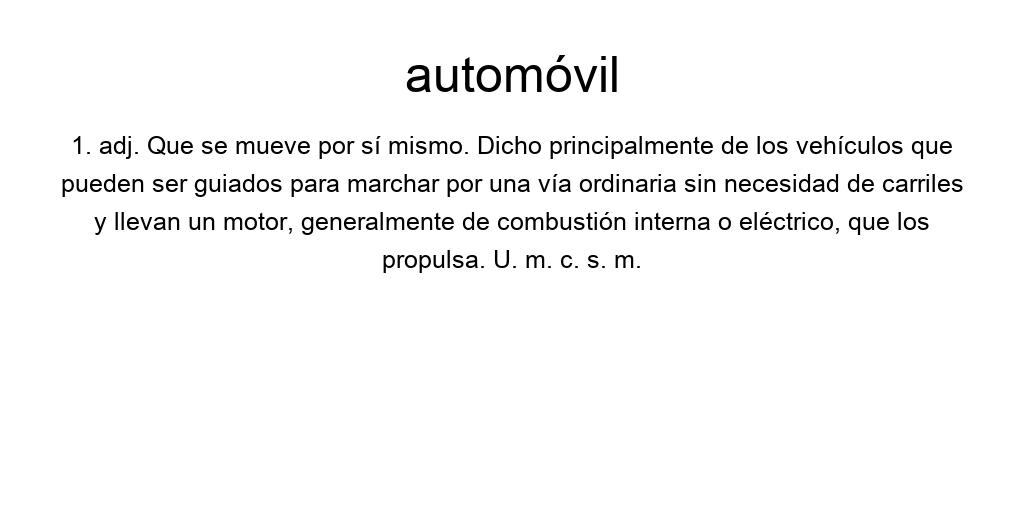 automóvil
1. adj. Que se mueve por sí mismo. Dicho principalmente de los vehículos que
pueden ser guiados para marchar por una vía ordinaria sin necesidad de carriles
y llevan un motor, generalmente de combustión interna o eléctrico, que los
propulsa. U. m. c. s. m.